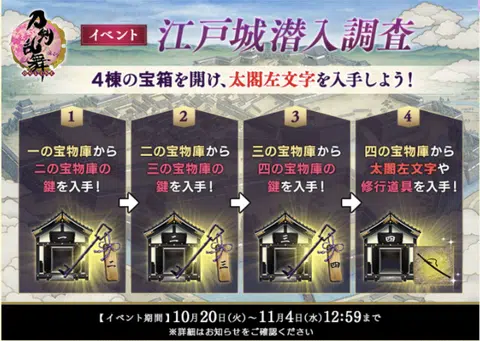 刀剣乱舞
イベント 江戸城潜入調査
4棟の宝箱を開け、太閤左文字を入手しよう!
1
一の宝物庫から
二の宝物庫の
鍵を入手!
一
二
2
二の宝物庫から
三の宝物庫の
鍵を入手!
二
三
3
三の宝物庫から
四の宝物庫の
鍵を入手!
三
四
4
四の宝物庫から
太閤左文字や
修行道具を入手!
四
【イベント期間】10月20日(火)~11月4日(水)12:59まで
※詳細はお知らせをご確認ください